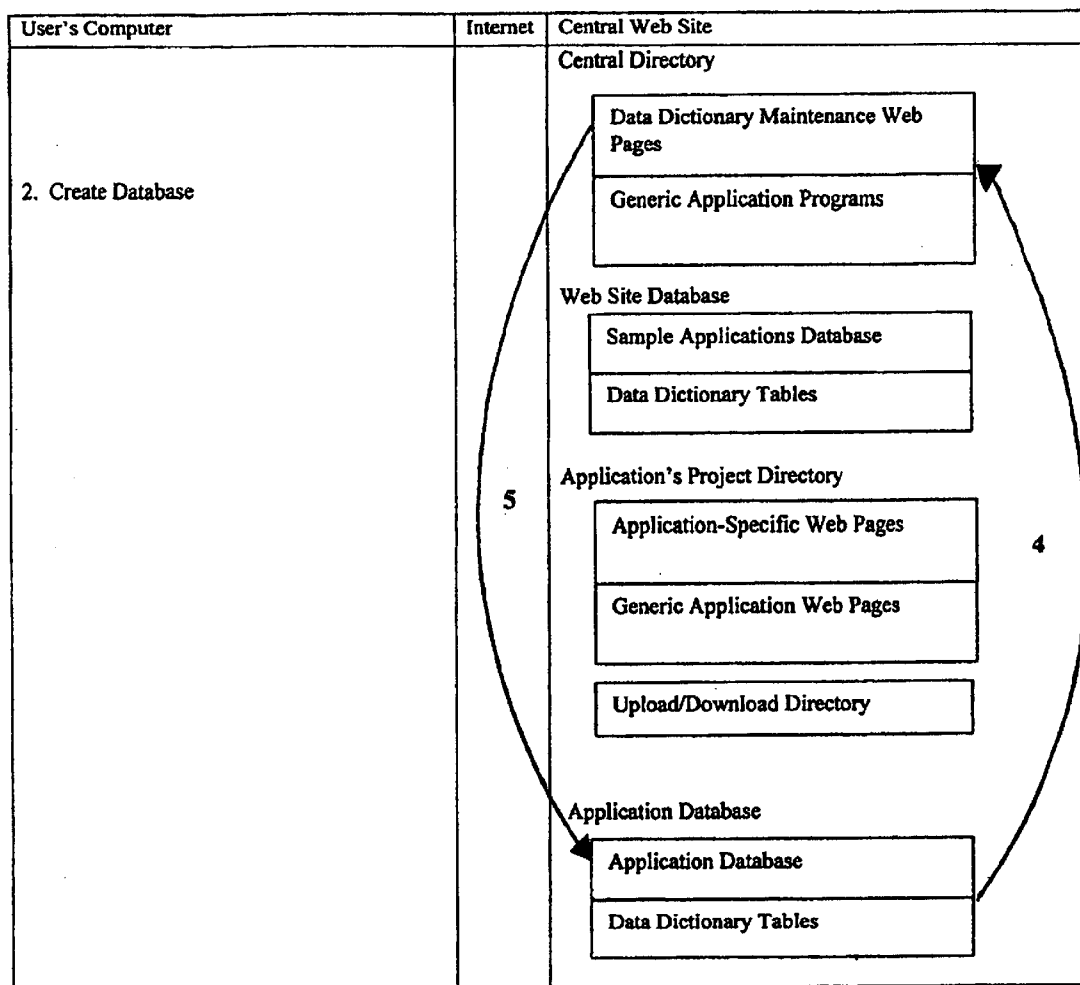 User's Computer
Internet
Central Web Site
Central Directory
Data Dictionary Maintenance Web
Pages
2. Create Database
Generic Application Programs
Web Site Database
Sample Applications Database
Data Dictionary Tables
Application's Project Directory
5
Application-Specific Web Pages
4
Generic Application Web Pages
Upload/Download Directory
Application Database
Application Database
Data Dictionary Tables